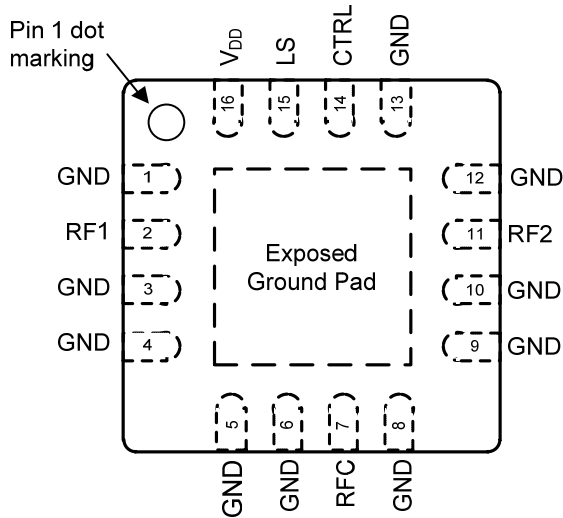 Pin 1 dot
marking
VDD
LS
CTRL
GND
16
15
14
13
GND 1
12 GND
RF1 2
11 RF2
Exposed
Ground Pad
GND 3
10 GND
GND 4
9 GND
5
6
7
8
GND
GND
RFC
GND